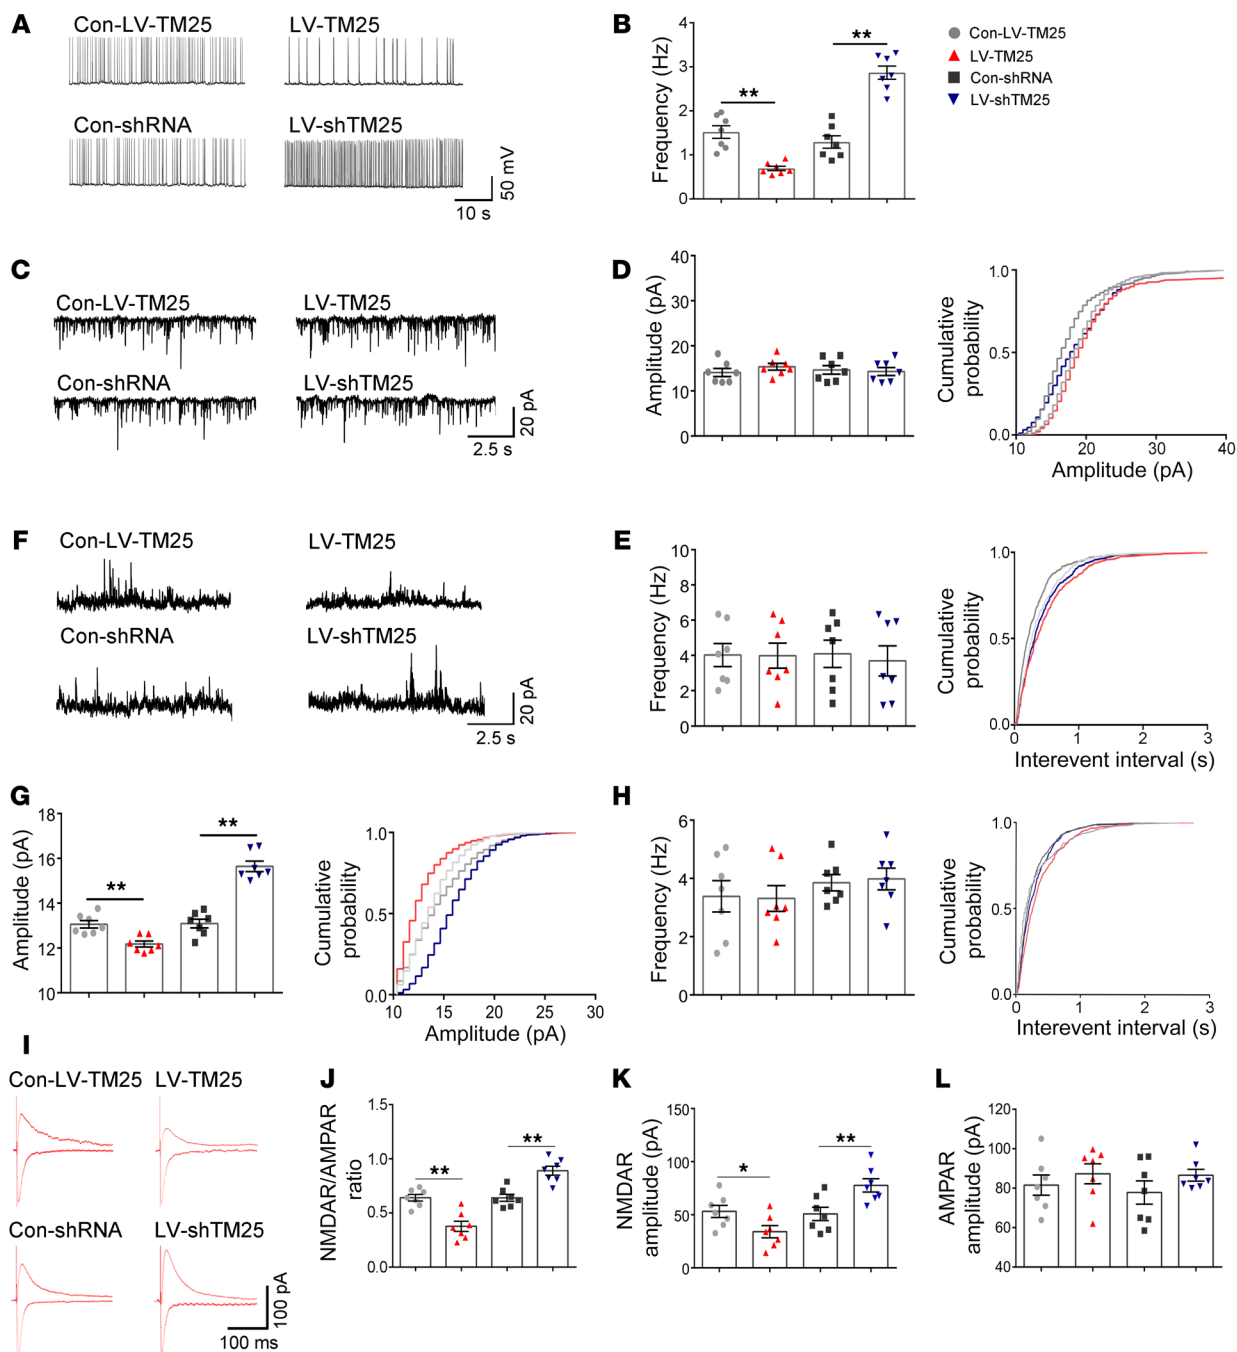 A
Con-LV-TM25
LV-TM25
Con-shRNA
LV-shTM25
50 mV
10 s
B
Frequency (Hz)
4
3
2
1
0
**
**
Con-LV-TM25
LV-TM25
Con-shRNA
LV-shTM25
C
Con-LV-TM25
LV-TM25
Con-shRNA
LV-shTM25
20 pA
2.5 s
D
Amplitude (pA)
40
30
20
10
0
Cumulative
probability
1.0
0.5
0.0
10 20 30 40
Amplitude (pA)
F
Con-LV-TM25
LV-TM25
Con-shRNA
LV-shTM25
20 pA
2.5 s
E
Frequency (Hz)
10
8
6
4
2
0
Cumulative
probability
1.0
0.5
0.0
0 1 2 3
Interevent interval (s)
G
Amplitude (pA)
18
16
14
12
10
**
**
Cumulative
probability
1.0
0.5
0.0
10 15 20 25 30
Amplitude (pA)
H
Frequency (Hz)
6
4
2
0
Cumulative
probability
1.0
0.5
0.0
0 1 2 3
Interevent interval (s)
I
Con-LV-TM25
LV-TM25
Con-shRNA
LV-shTM25
100 pA
100 ms
J
NMDAR/AMPAR
ratio
1.5
1.0
0.5
0.0
**
**
K
NMDAR
amplitude (pA)
150
100
50
0
*
**
L
AMPAR
amplitude (pA)
120
100
80
60
40